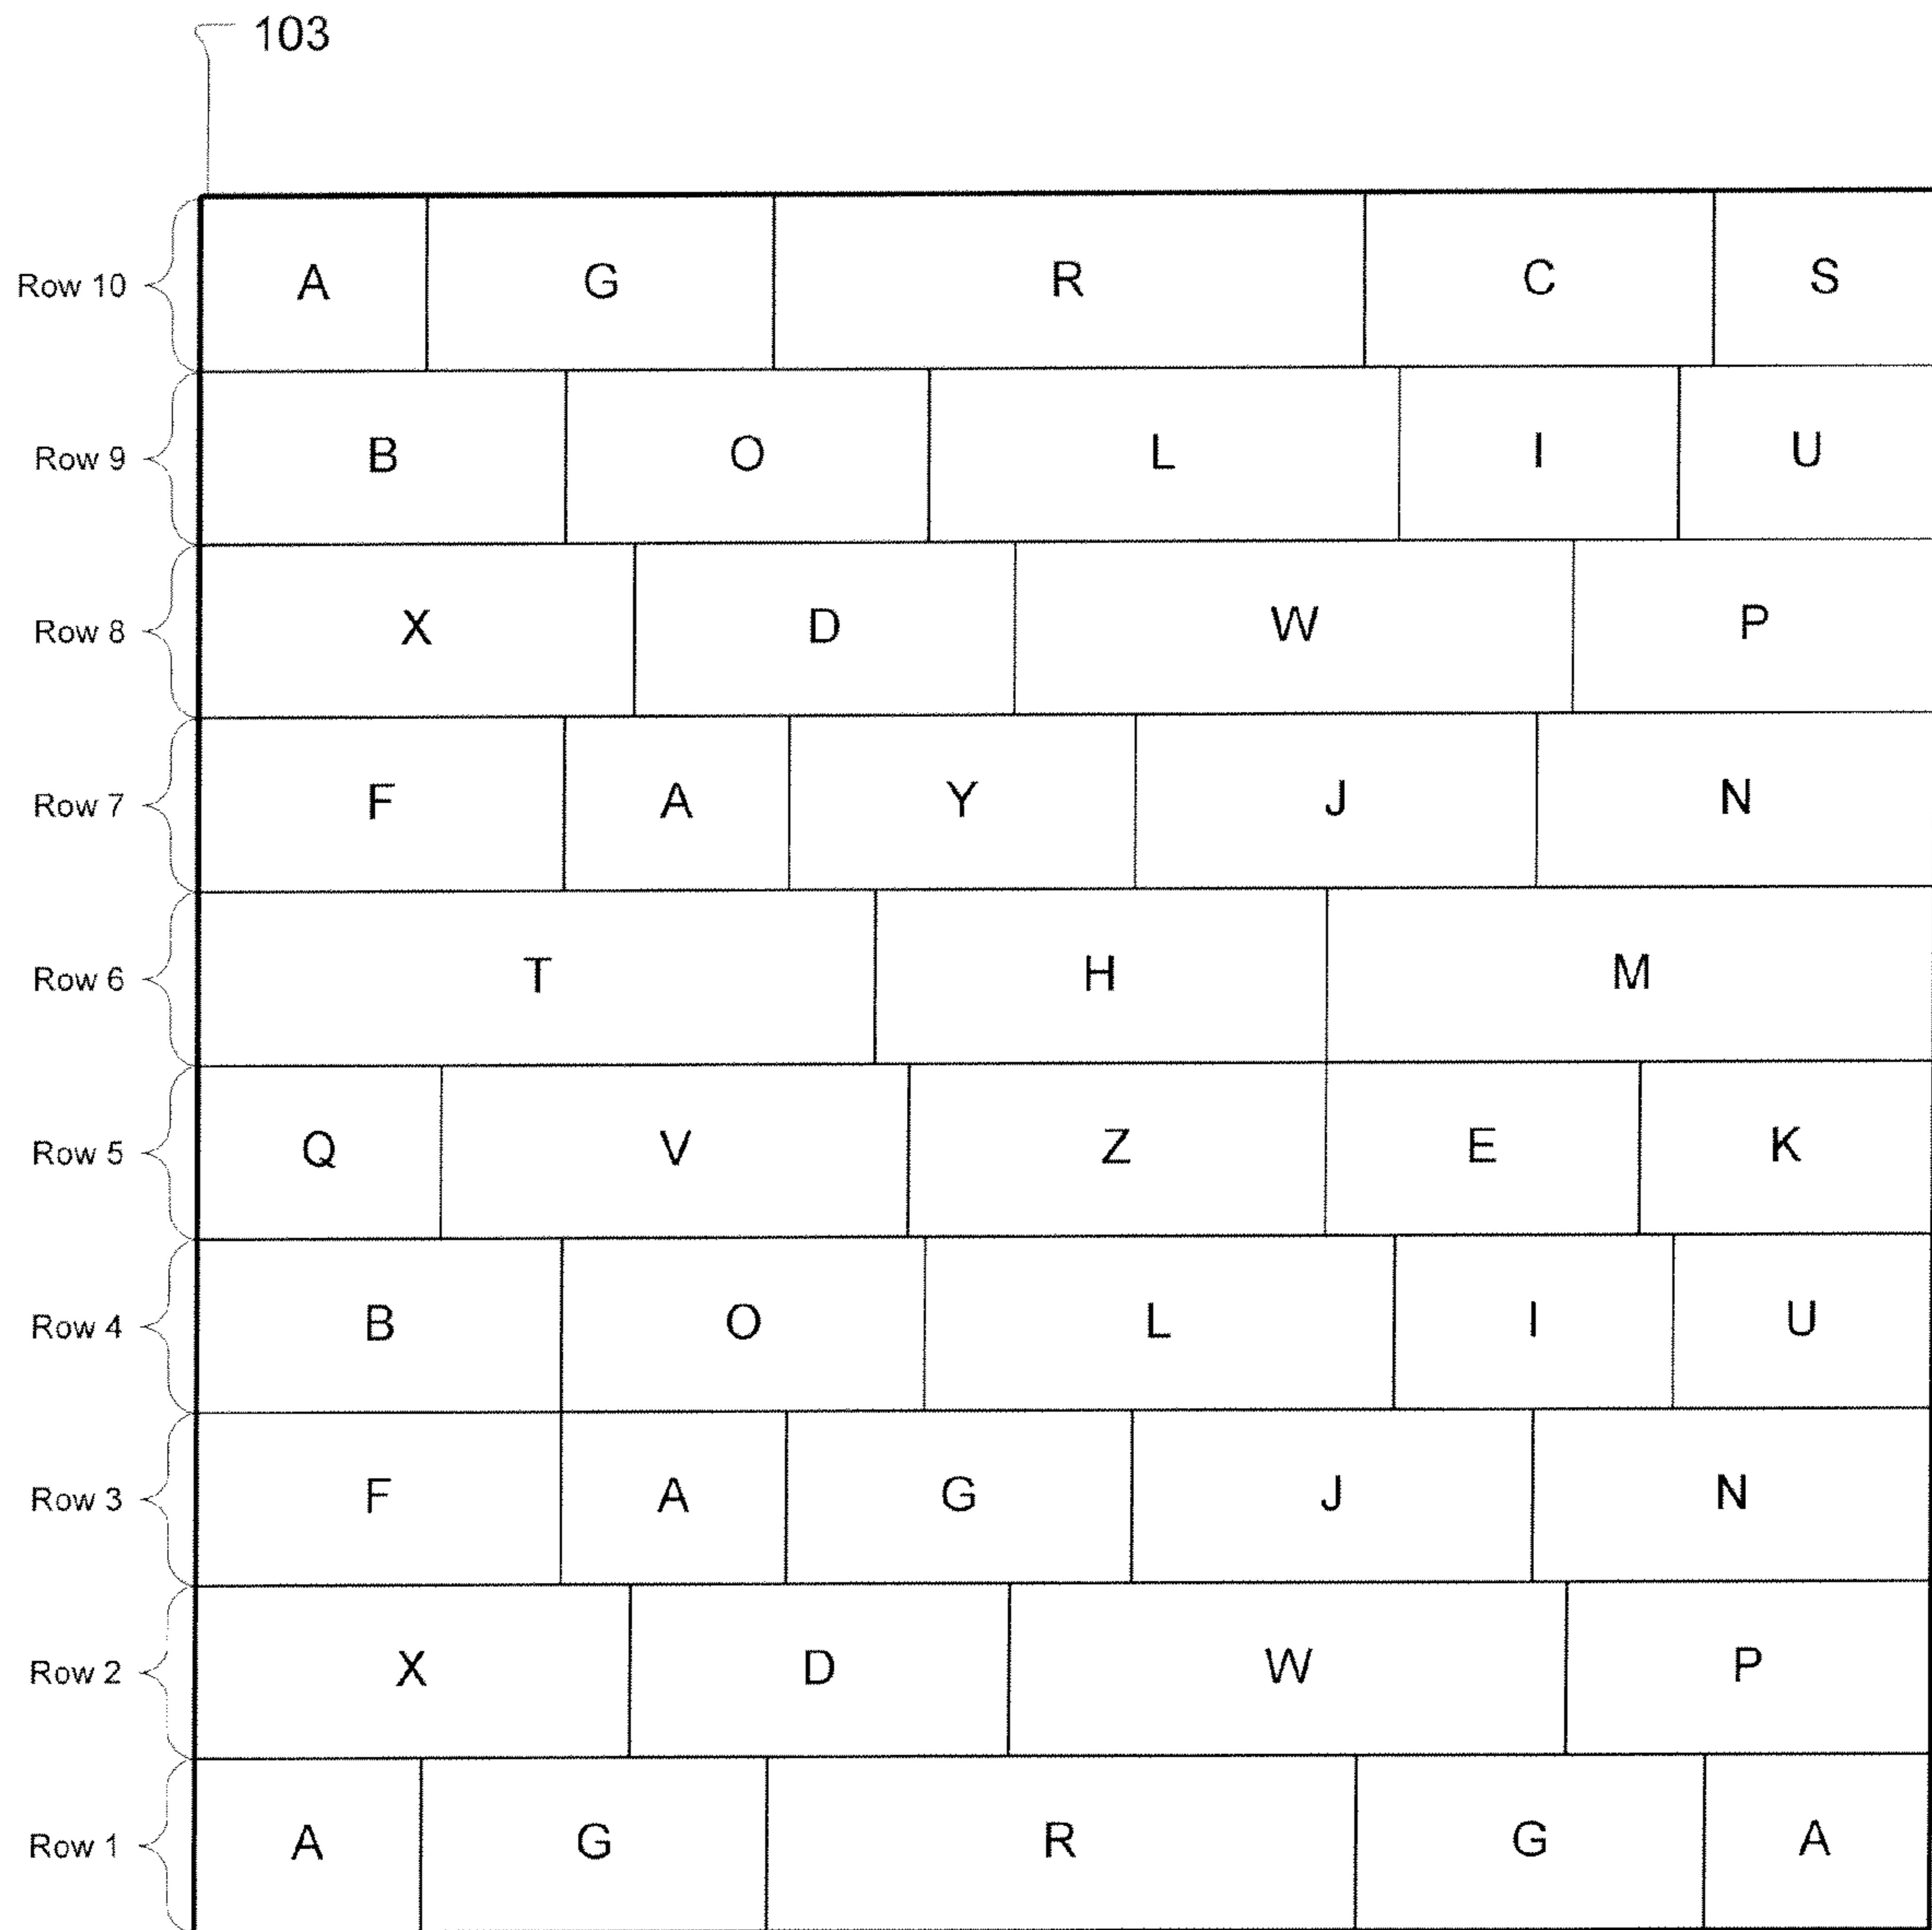 103
Row 10 A G R C S
Row 9 B O L I U
Row 8 X D W P
Row 7 F A Y J N
Row 6 T H M
Row 5 Q V Z E K
Row 4 B O L I U
Row 3 F A G J N
Row 2 X D W P
Row 1 A G R G A